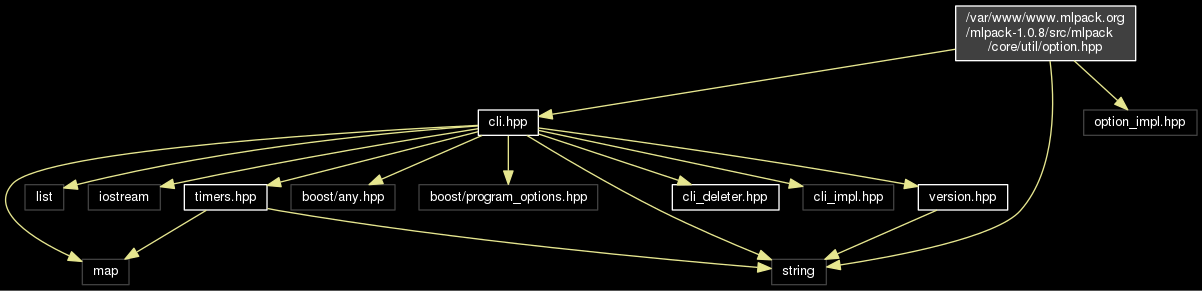 /var/www/www.mlpack.org
/mlpack-1.0.8/src/mlpack
/core/util/option.hpp
cli.hpp
option_impl.hpp
list
iostream
timers.hpp
boost/any.hpp
boost/program_options.hpp
cli_deleter.hpp
cli_impl.hpp
version.hpp
map
string